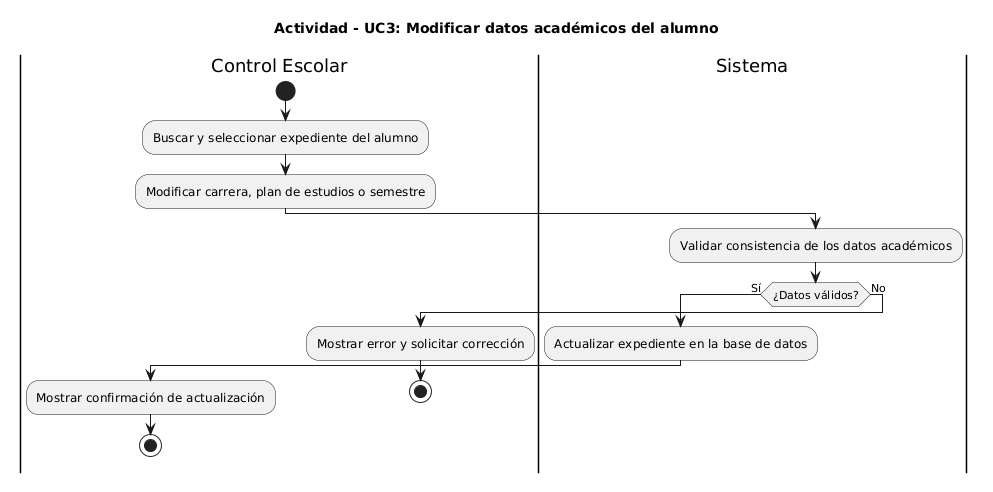 Actividad - UC3: Modificar datos académicos del alumno
Control Escolar
Sistema
Buscar y seleccionar expediente del alumno
Modificar carrera, plan de estudios o semestre
Validar consistencia de los datos académicos
Sí
¿Datos válidos?
No
Mostrar error y solicitar corrección
Actualizar expediente en la base de datos
Mostrar confirmación de actualización